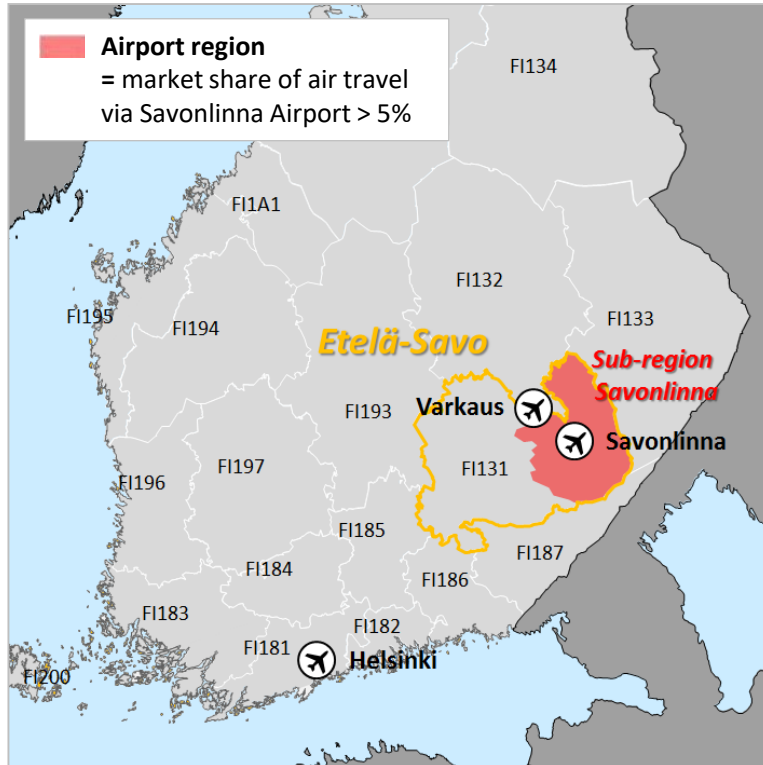 Airport region
= market share of air travel
via Savonlinna Airport > 5%
FI134
FI1A1
FI132
FI195
FI194
FI133
Etelä-Savo
Sub-region
Savonlinna
Varkaus
FI193
Savonlinna
FI197
FI131
FI196
FI185
FI187
FI184
FI186
FI183
FI182
FI181
Helsinki
FI200